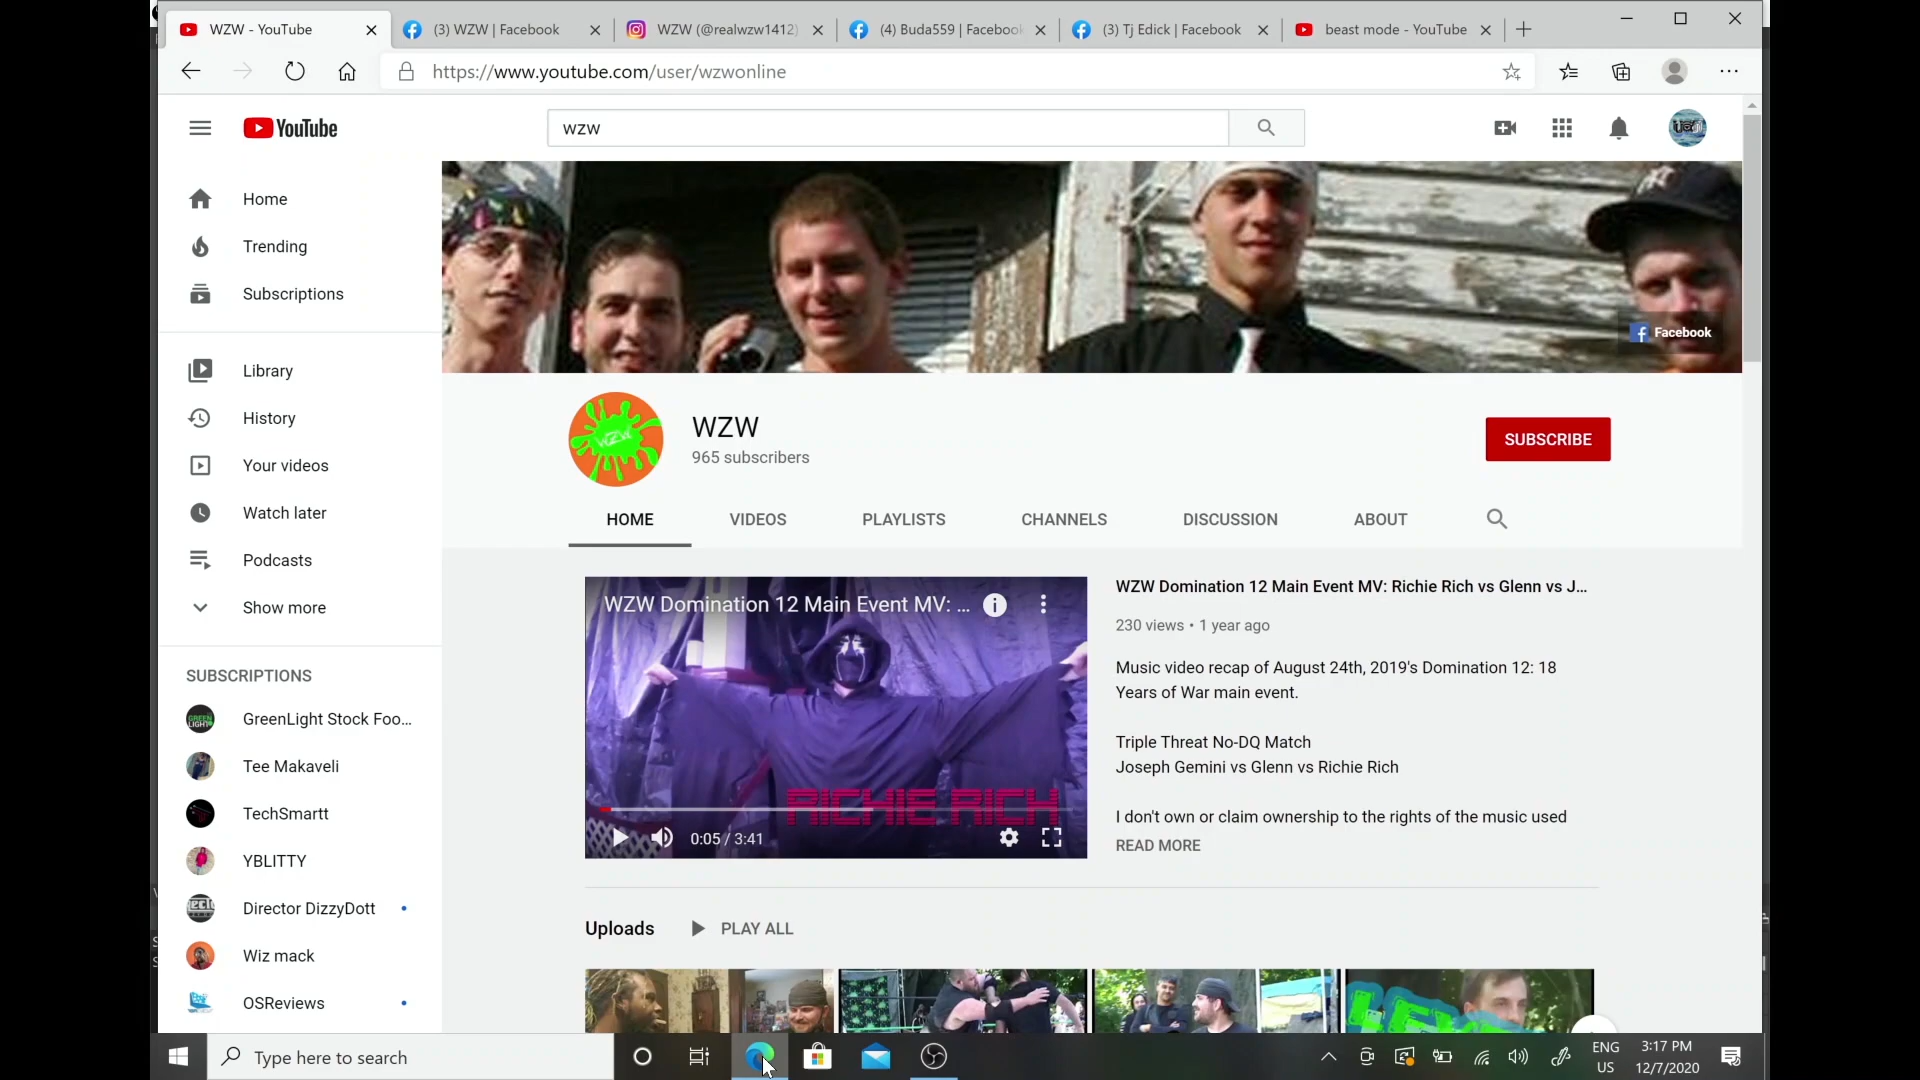 WZW - YouTube
(3) WZW | Facebook
WZW (@realwzw1412)
(4) Buda559 | Facebook
(3) Tj Edick | Facebook
beast mode - YouTube
https://www.youtube.com/user/wzwonline
YouTube
wzw
Home
Trending
Subscriptions
Library
History
Your videos
Watch later
Podcasts
Show more
SUBSCRIPTIONS
GreenLight Stock Foo...
Tee Makaveli
TechSmartt
YBLITTY
Director DizzyDott
Wiz mack
OSReviews
Facebook
WZW
WZW
965 subscribers
SUBSCRIBE
HOME
VIDEOS
PLAYLISTS
CHANNELS
DISCUSSION
ABOUT
WZW Domination 12 Main Event MV: ...
RICHIE RICH
0:05 / 3:41
WZW Domination 12 Main Event MV: Richie Rich vs Glenn vs J...
230 views • 1 year ago
Music video recap of August 24th, 2019's Domination 12: 18
Years of War main event.
Triple Threat No-DQ Match
Joseph Gemini vs Glenn vs Richie Rich
I don't own or claim ownership to the rights of the music used
READ MORE
Uploads
PLAY ALL
Type here to search
ENG
US
3:17 PM
12/7/2020